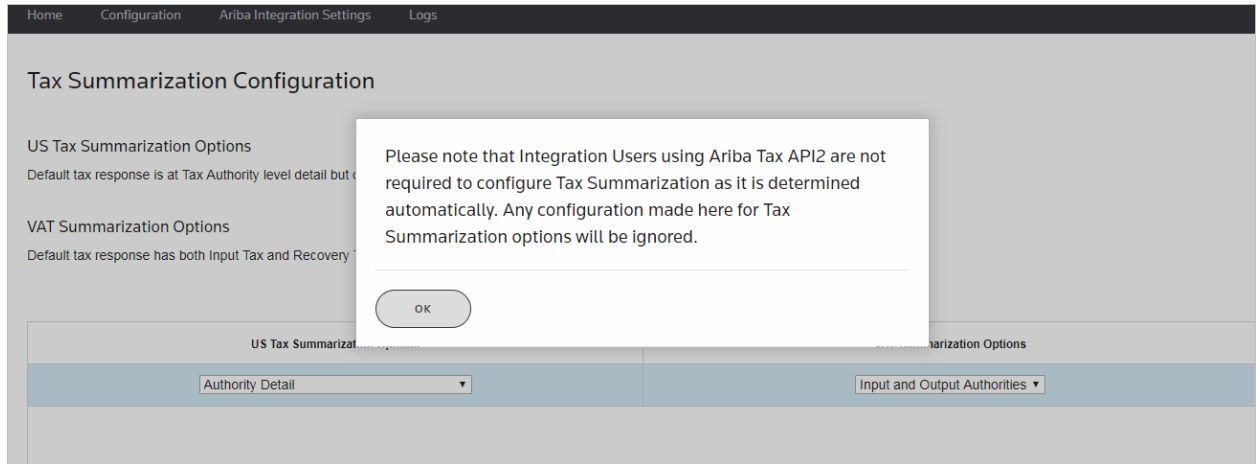 Home Configuration Ariba Integration Settings Logs
Tax Summarization Configuration
US Tax Summarization Options
Default tax response is at Tax Authority level detail but
VAT Summarization Options
Default tax response has both Input Tax and Recovery
Please note that Integration Users using Ariba Tax API2 are not
required to configure Tax Summarization as it is determined
automatically. Any configuration made here for Tax
Summarization options will be ignored.
OK
US Tax Summarizat
arization Options
Authority Detail
Input and Output Authorities